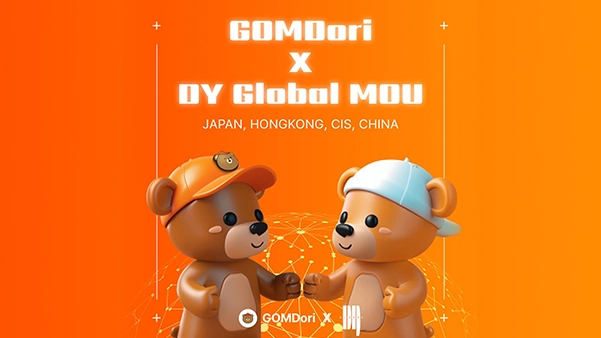 GOMDori
X
DY Global MOU
JAPAN, HONGKONG, CIS, CHINA
GOMDori X